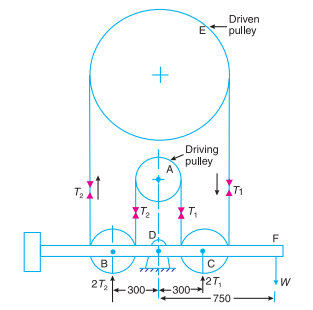 Driven
pulley
E
Driving
pulley
A
T₂
T₁
T₂
T₁
D
F
B
C
2T₂
2T₁
W
300
300
750